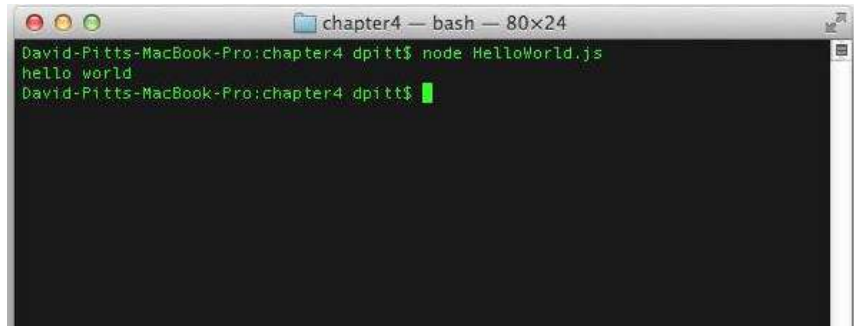 chapter4 — bash — 80×24
David-Pitts-MacBook-Pro:chapter4 dpitt$ node HelloWorld.js
hello world
David-Pitts-MacBook-Pro:chapter4 dpitt$